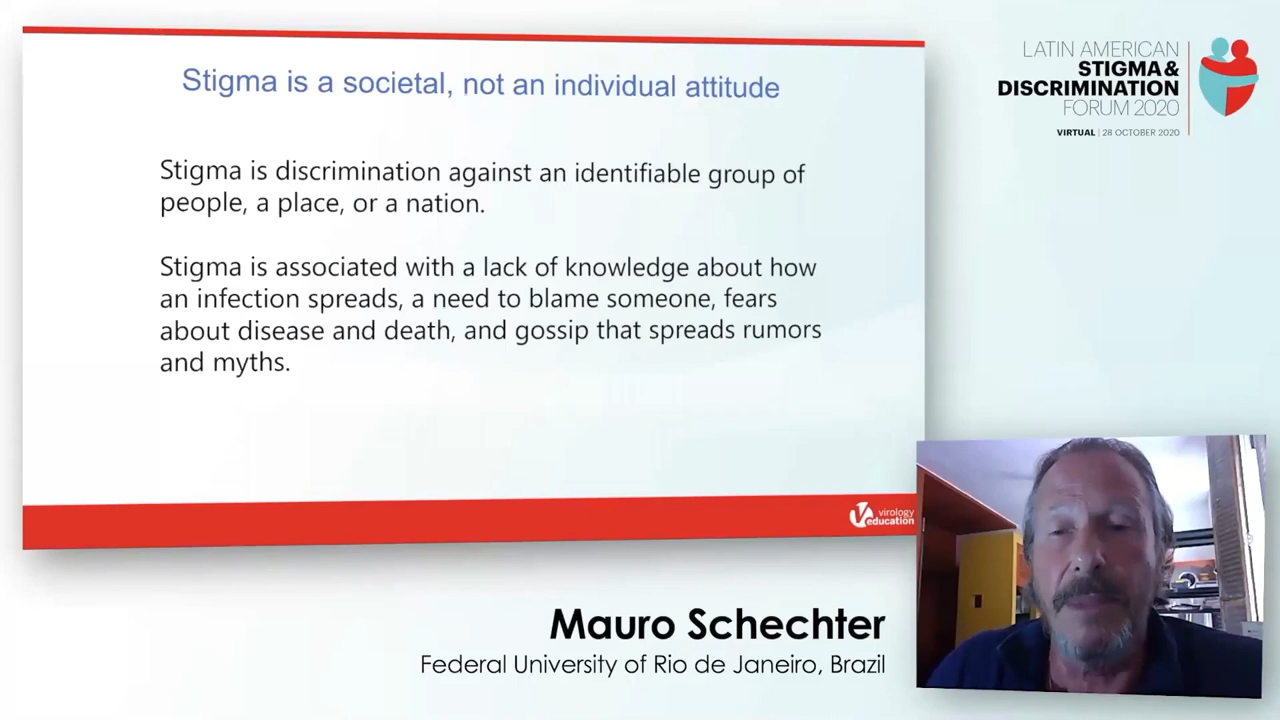 Stigma is a societal, not an individual attitude
Stigma is discrimination against an identifiable group of
people, a place, or a nation.
Stigma is associated with a lack of knowledge about how
an infection spreads, a need to blame someone, fears
about disease and death, and gossip that spreads rumors
and myths.
virology
education
LATIN AMERICAN
STIGMA &
DISCRIMINATION
FORUM 2020
VIRTUAL | 28 OCTOBER 2020
Mauro Schechter
Federal University of Rio de Janeiro, Brazil